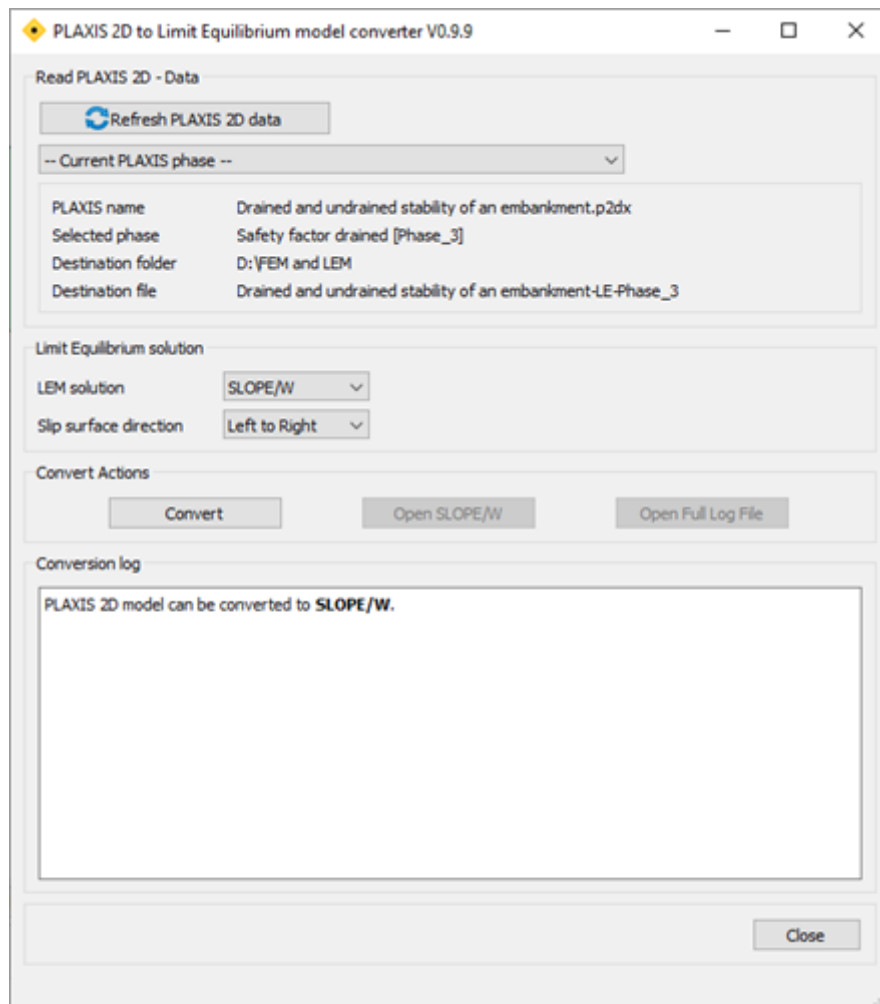 PLAXIS 2D to Limit Equilibrium model converter V0.9.9
Read PLAXIS 2D - Data
Refresh PLAXIS 2D data
-- Current PLAXIS phase --
PLAXIS name Drained and undrained stability of an embankment.p2dx
Selected phase Safety factor drained [Phase_3]
Destination folder D:\FEM and LEM
Destination file Drained and undrained stability of an embankment-LE-Phase_3
Limit Equilibrium solution
LEM solution SLOPE/W
Slip surface direction Left to Right
Convert Actions
Convert Open SLOPE/W Open Full Log File
Conversion log
PLAXIS 2D model can be converted to SLOPE/W.
Close